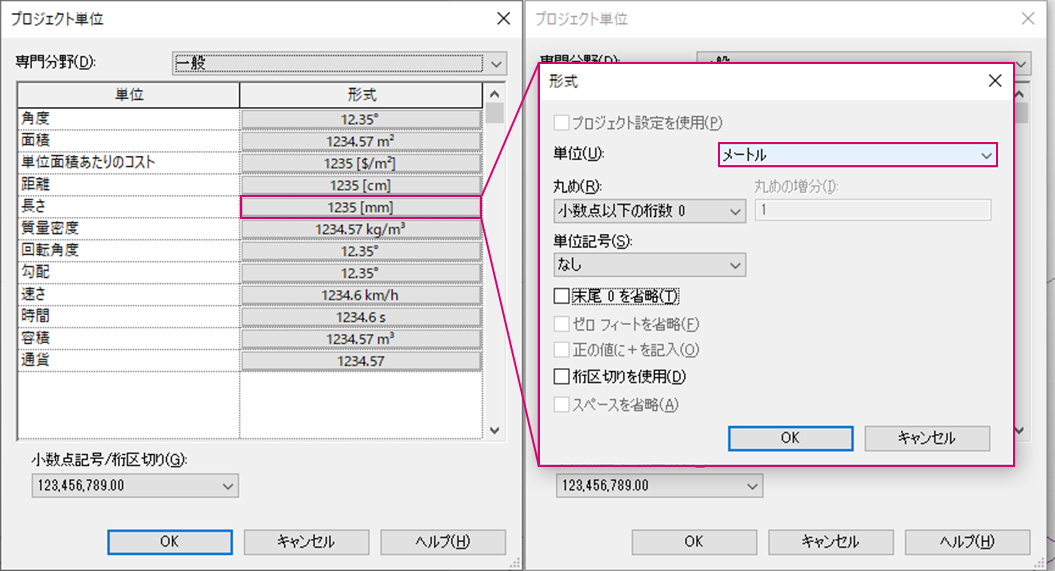 プロジェクト単位
専門分野(D):
一般
単位 形式
角度 12.35°
面積 1234.57 m²
単位面積あたりのコスト 1235 [$/m²]
距離 1235 [cm]
長さ 1235 [mm]
質量密度 1234.57 kg/m³
回転角度 12.35°
勾配 12.35°
速さ 1234.6 km/h
時間 1234.6 s
容積 1234.57 m³
通貨 1234.57
小数点記号/桁区切り(G):
123,456,789.00
OK キャンセル ヘルプ(H)
プロジェクト単位
専門分野(D):
一般
形式
プロジェクト設定を使用(P)
単位(U): メートル
丸め(R): 丸めの増分(I):
小数点以下の桁数 0 1
単位記号(S):
なし
末尾 0 を省略(T)
ゼロ フィートを省略(F)
正の値に+を記入(O)
桁区切りを使用(D)
スペースを省略(A)
OK キャンセル
123,456,789.00
OK キャンセル ヘルプ(H)